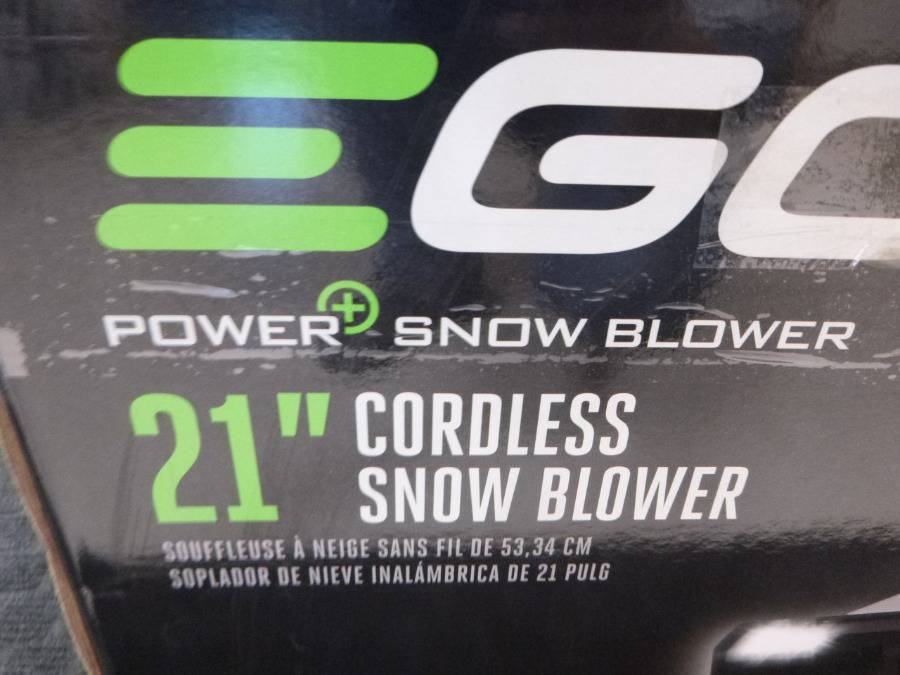 EGO
POWER+ SNOW BLOWER
21" CORDLESS
SNOW BLOWER
SOUFFLEUSE À NEIGE SANS FIL DE 53,34 CM
SOPLADOR DE NIEVE INALÁMBRICA DE 21 PULG